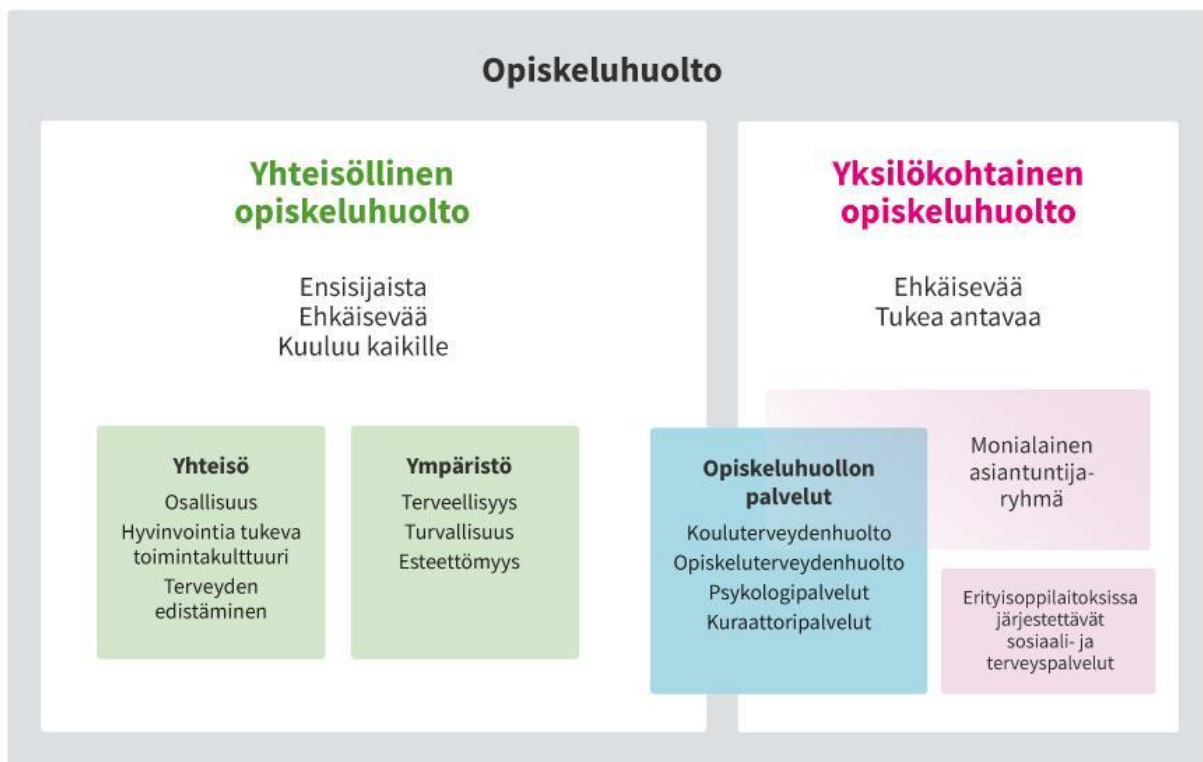 Opiskeluhuolto
Yhteisöllinen
opiskeluhuolto
Ensisijaista
Ehkäisevää
Kuuluu kaikille
Yhteisö
Osallisuus
Hyvinvointia tukeva
toimintakulttuuri
Terveyden
edistäminen
Ympäristö
Terveellisyys
Turvallisuus
Esteettömyys
Opiskeluhuollon
palvelut
Kouluterveydenhuolto
Opiskeluterveydenhuolto
Psykologipalvelut
Kuraattoripalvelut
Yksilökohtainen
opiskeluhuolto
Ehkäisevää
Tukea antavaa
Monialainen
asiantuntija-
ryhmä
Erityisoppilaitoksissa
järjestettävät
sosiaali- ja
terveyspalvelut